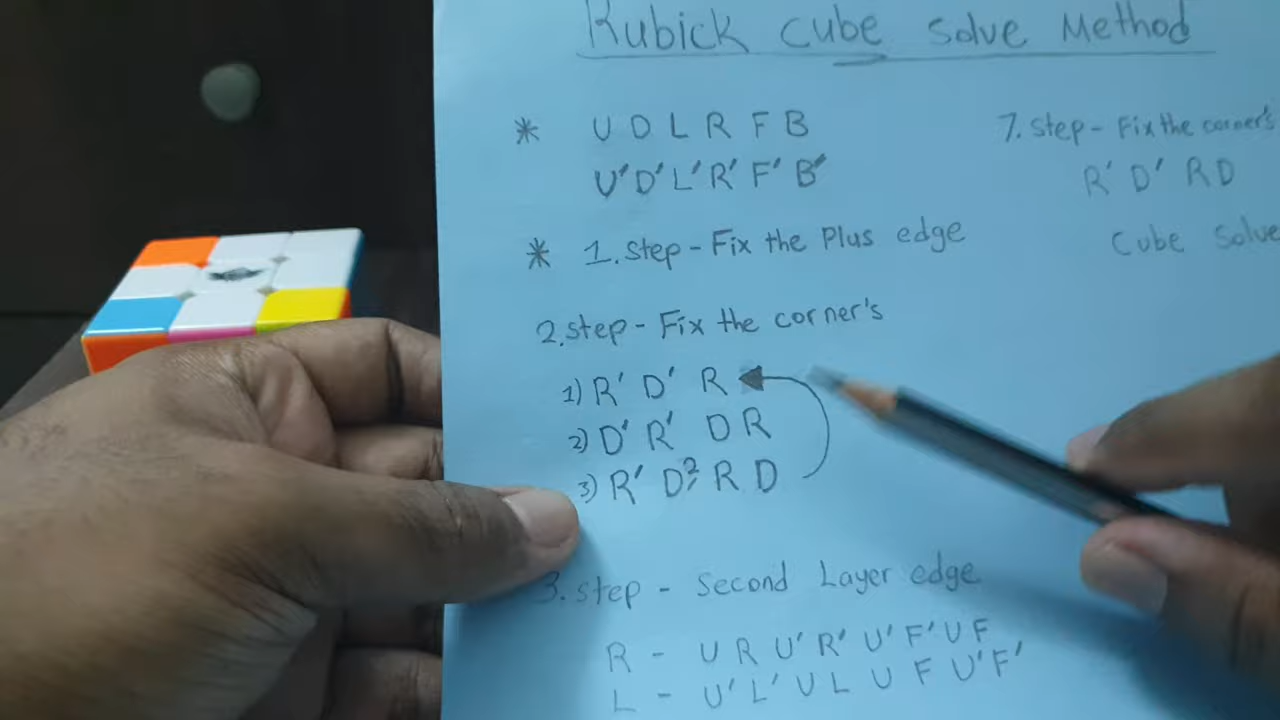 Rubick cube solve Method
* U D L R F B
U' D' L' R' F' B'
* 1. Step - Fix the Plus edge
2. Step - Fix the corner's
1) R' D' R
2) D' R' D R
3) R' D2, R D
3. Step - Second Layer edge
R - U R U' R' U' F' U F
L - U' L' U L U F U' F'
7. Step - Fix the corner's
R' D' R D
Cube Solve